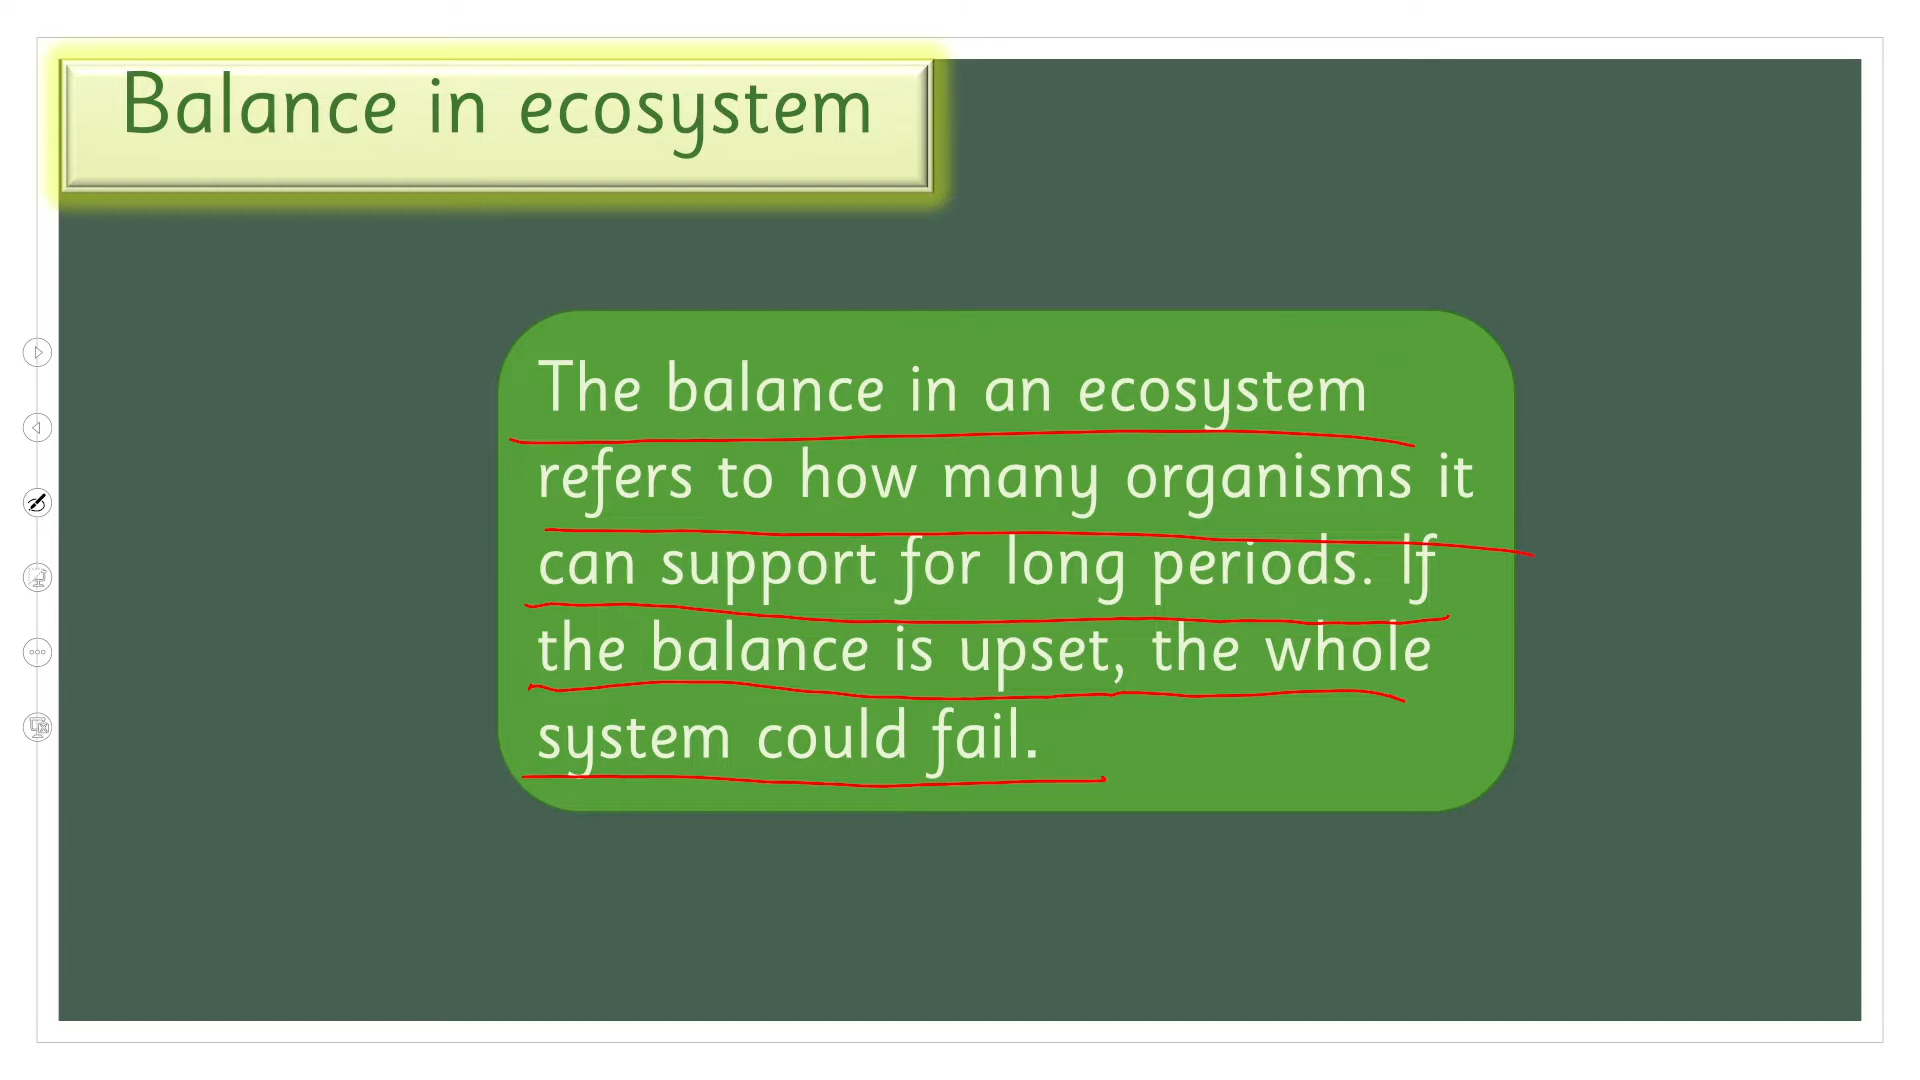 Balance in ecosystem
The balance in an ecosystem
refers to how many organisms it
can support for long periods. If
the balance is upset, the whole
system could fail.